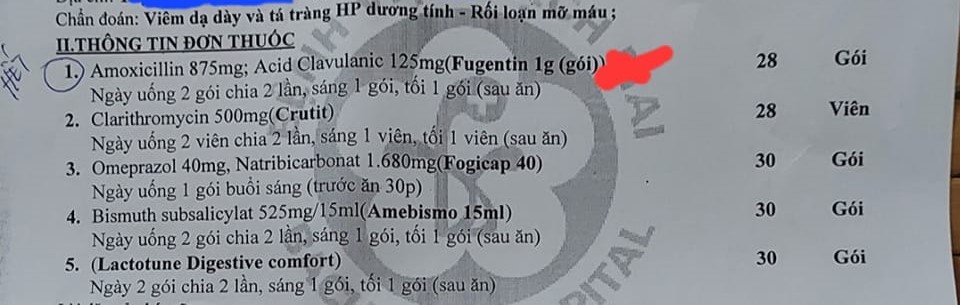 Chẩn đoán: Viêm dạ dày và tá tràng HP dương tính - Rối loạn mỡ máu ;
II.THÔNG TIN ĐƠN THUỐC
HẾT
1. Amoxicillin 875mg; Acid Clavulanic 125mg(Fugentin 1g (gói)) 28 Gói
Ngày uống 2 gói chia 2 lần, sáng 1 gói, tối 1 gói (sau ăn)
2. Clarithromycin 500mg(Crutit) 28 Viên
Ngày uống 2 viên chia 2 lần, sáng 1 viên, tối 1 viên (sau ăn)
3. Omeprazol 40mg, Natribicarbonat 1.680mg(Fogicap 40) 30 Gói
Ngày uống 1 gói buổi sáng (trước ăn 30p)
4. Bismuth subsalicylat 525mg/15ml(Amebismo 15ml) 30 Gói
Ngày uống 2 gói chia 2 lần, sáng 1 gói, tối 1 gói (sau ăn)
5. (Lactotune Digestive comfort) 30 Gói
Ngày 2 gói chia 2 lần, sáng 1 gói, tối 1 gói (sau ăn)